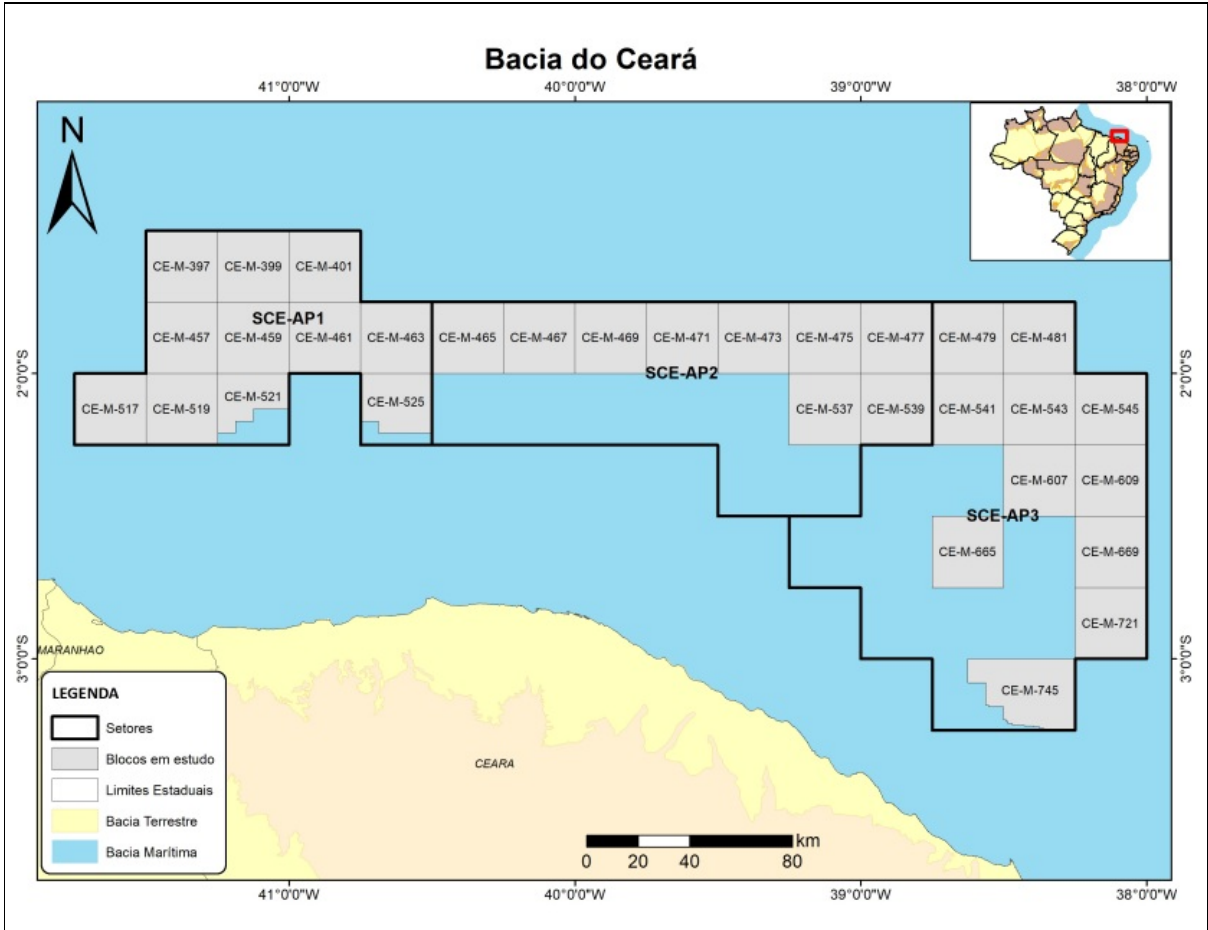 Bacia do Ceará
41°0'0"W
40°0'0"W
39°0'0"W
38°0'0"W
N
CE-M-397
CE-M-399
CE-M-401
SCE-AP1
CE-M-457
CE-M-459
CE-M-461
CE-M-463
CE-M-465
CE-M-467
CE-M-469
CE-M-471
CE-M-473
CE-M-475
CE-M-477
CE-M-479
CE-M-481
2°0'0"S
SCE-AP2
2°0'0"S
CE-M-517
CE-M-519
CE-M-521
CE-M-525
CE-M-537
CE-M-539
CE-M-541
CE-M-543
CE-M-545
CE-M-607
CE-M-609
SCE-AP3
CE-M-665
CE-M-669
CE-M-721
3°0'0"S
MARANHAO
3°0'0"S
CE-M-745
LEGENDA
Setores
Blocos em estudo
Limites Estaduais
Bacia Terrestre
Bacia Marítima
CEARA
km
0 20 40 80
41°0'0"W
40°0'0"W
39°0'0"W
38°0'0"W